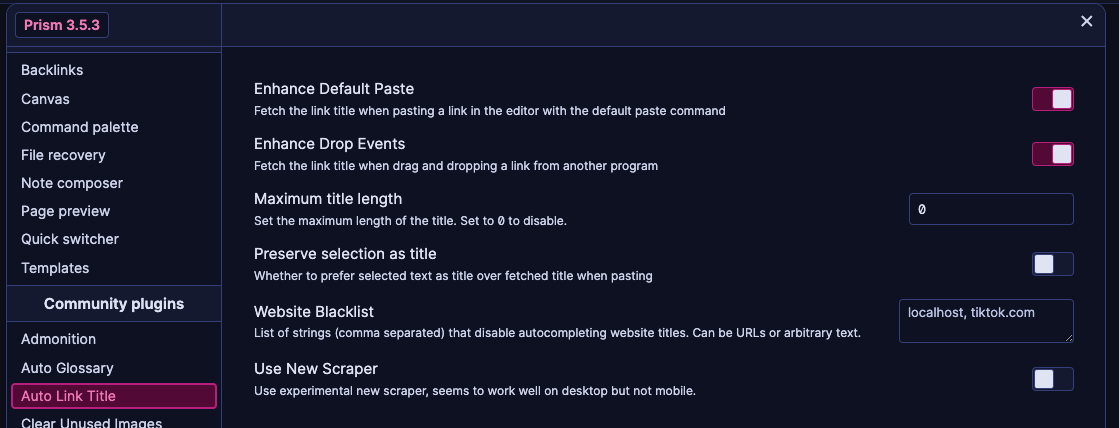 Prism 3.5.3
Backlinks
Canvas
Command palette
File recovery
Note composer
Page preview
Quick switcher
Templates
Community plugins
Admonition
Auto Glossary
Auto Link Title
Clear Unused Images
Enhance Default Paste
Fetch the link title when pasting a link in the editor with the default paste command
Enhance Drop Events
Fetch the link title when drag and dropping a link from another program
Maximum title length
Set the maximum length of the title. Set to 0 to disable.
0
Preserve selection as title
Whether to prefer selected text as title over fetched title when pasting
Website Blacklist
List of strings (comma separated) that disable autocompleting website titles. Can be URLs or arbitrary text.
localhost, tiktok.com
Use New Scraper
Use experimental new scraper, seems to work well on desktop but not mobile.